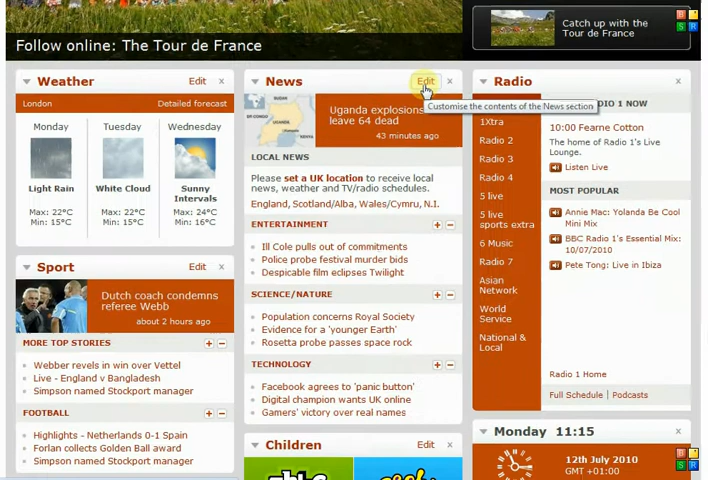 Follow online: The Tour de France
Catch up with the
Tour de France
B
S
R
Weather
Edit
x
London
Detailed forecast
Monday
Tuesday
Wednesday
Light Rain
White Cloud
Sunny
Intervals
Max: 22°C
Min: 15°C
Max: 22°C
Min: 15°C
Max: 24°C
Min: 16°C
Sport
Edit
x
Dutch coach condemns
referee Webb
about 2 hours ago
MORE TOP STORIES
Webber revels in win over Vettel
Live - England v Bangladesh
Simpson named Stockport manager
FOOTBALL
Highlights - Netherlands 0-1 Spain
Forlan collects Golden Ball award
Simpson named Stockport manager
News
Edit
x
Customise the contents of the News section
Uganda explosions
leave 64 dead
43 minutes ago
LOCAL NEWS
Please set a UK location to receive local
news, weather and TV/radio schedules.
England, Scotland/Alba, Wales/Cymru, N.I.
ENTERTAINMENT
Ill Cole pulls out of commitments
Police probe festival murder bids
Despicable film eclipses Twilight
SCIENCE/NATURE
Population concerns Royal Society
Evidence for a 'younger Earth'
Rosetta probe passes space rock
TECHNOLOGY
Facebook agrees to 'panic button'
Digital champion wants UK online
Gamers' victory over real names
Children
Edit
x
Radio
x
1Xtra
Radio 2
Radio 3
Radio 4
5 live
5 live
sports extra
6 Music
Radio 7
Asian
Network
World
Service
National &
Local
DIO 1 NOW
10:00 Fearne Cotton
The home of Radio 1's Live
Lounge.
Listen Live
MOST POPULAR
Annie Mac: Yolanda Be Cool
Mini Mix
BBC Radio 1's Essential Mix:
10/07/2010
Pete Tong: Live in Ibiza
Radio 1 Home
Full Schedule | Podcasts
Monday 11:15
x
12th July 2010
GMT +01:00
B
S
R